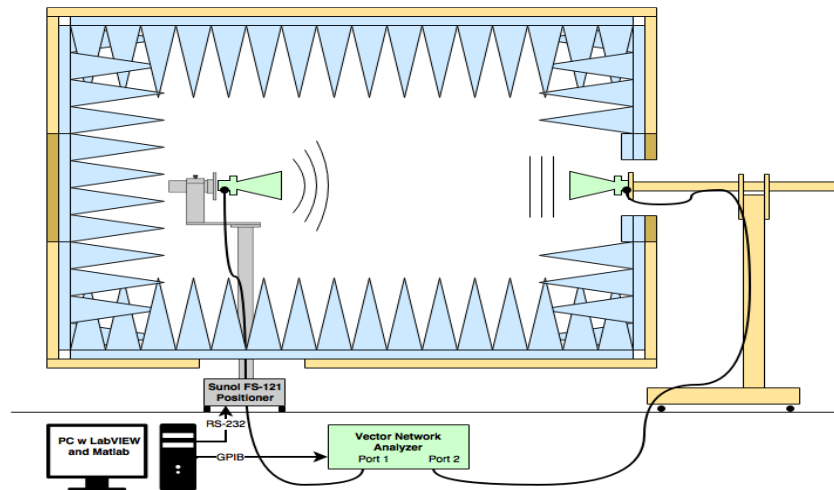 Sunol FS-121
Positioner
RS-232
PC w LabVIEW
and Matlab
GPIB
Vector Network
Analyzer
Port 1 Port 2